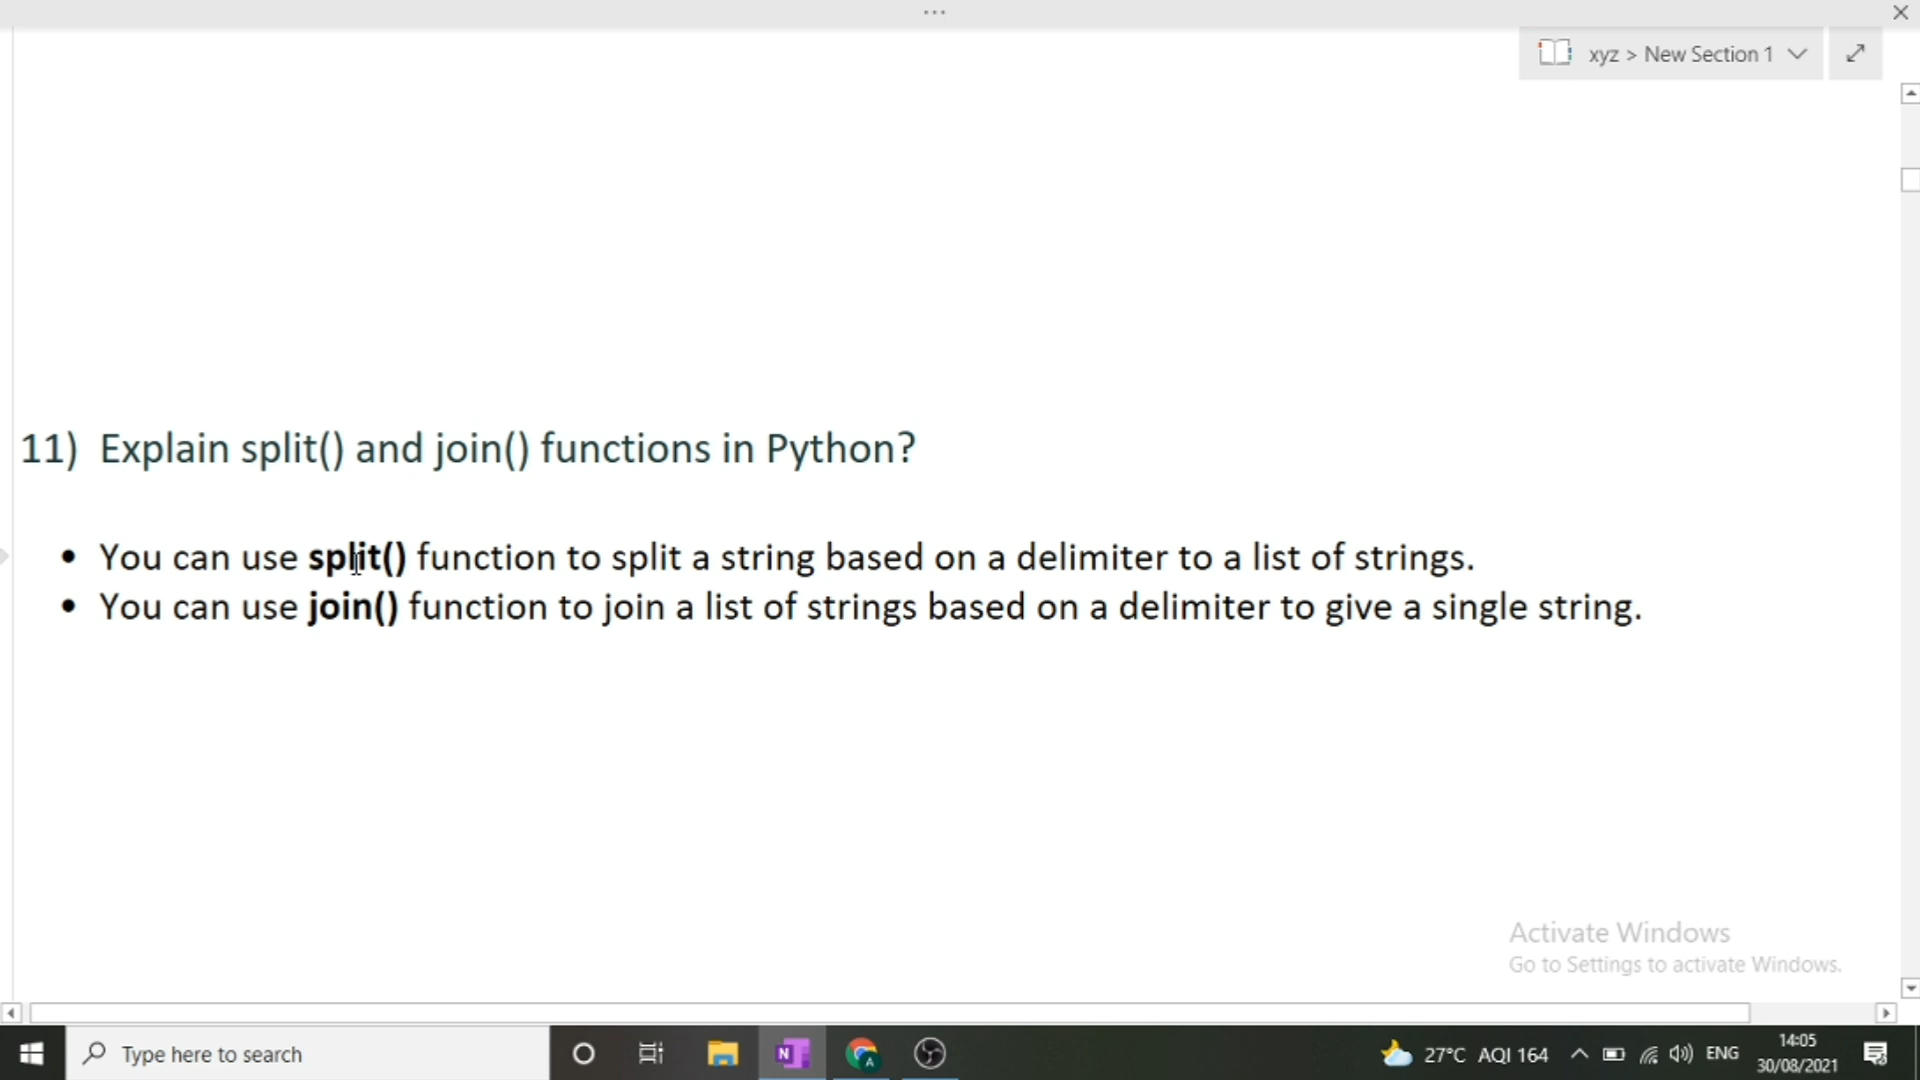 xyz > New Section 1
11) Explain split() and join() functions in Python?
• You can use split() function to split a string based on a delimiter to a list of strings.
• You can use join() function to join a list of strings based on a delimiter to give a single string.
Activate Windows
Go to Settings to activate Windows.
Type here to search
27°C AQI 164
ENG
14:05
30/08/2021